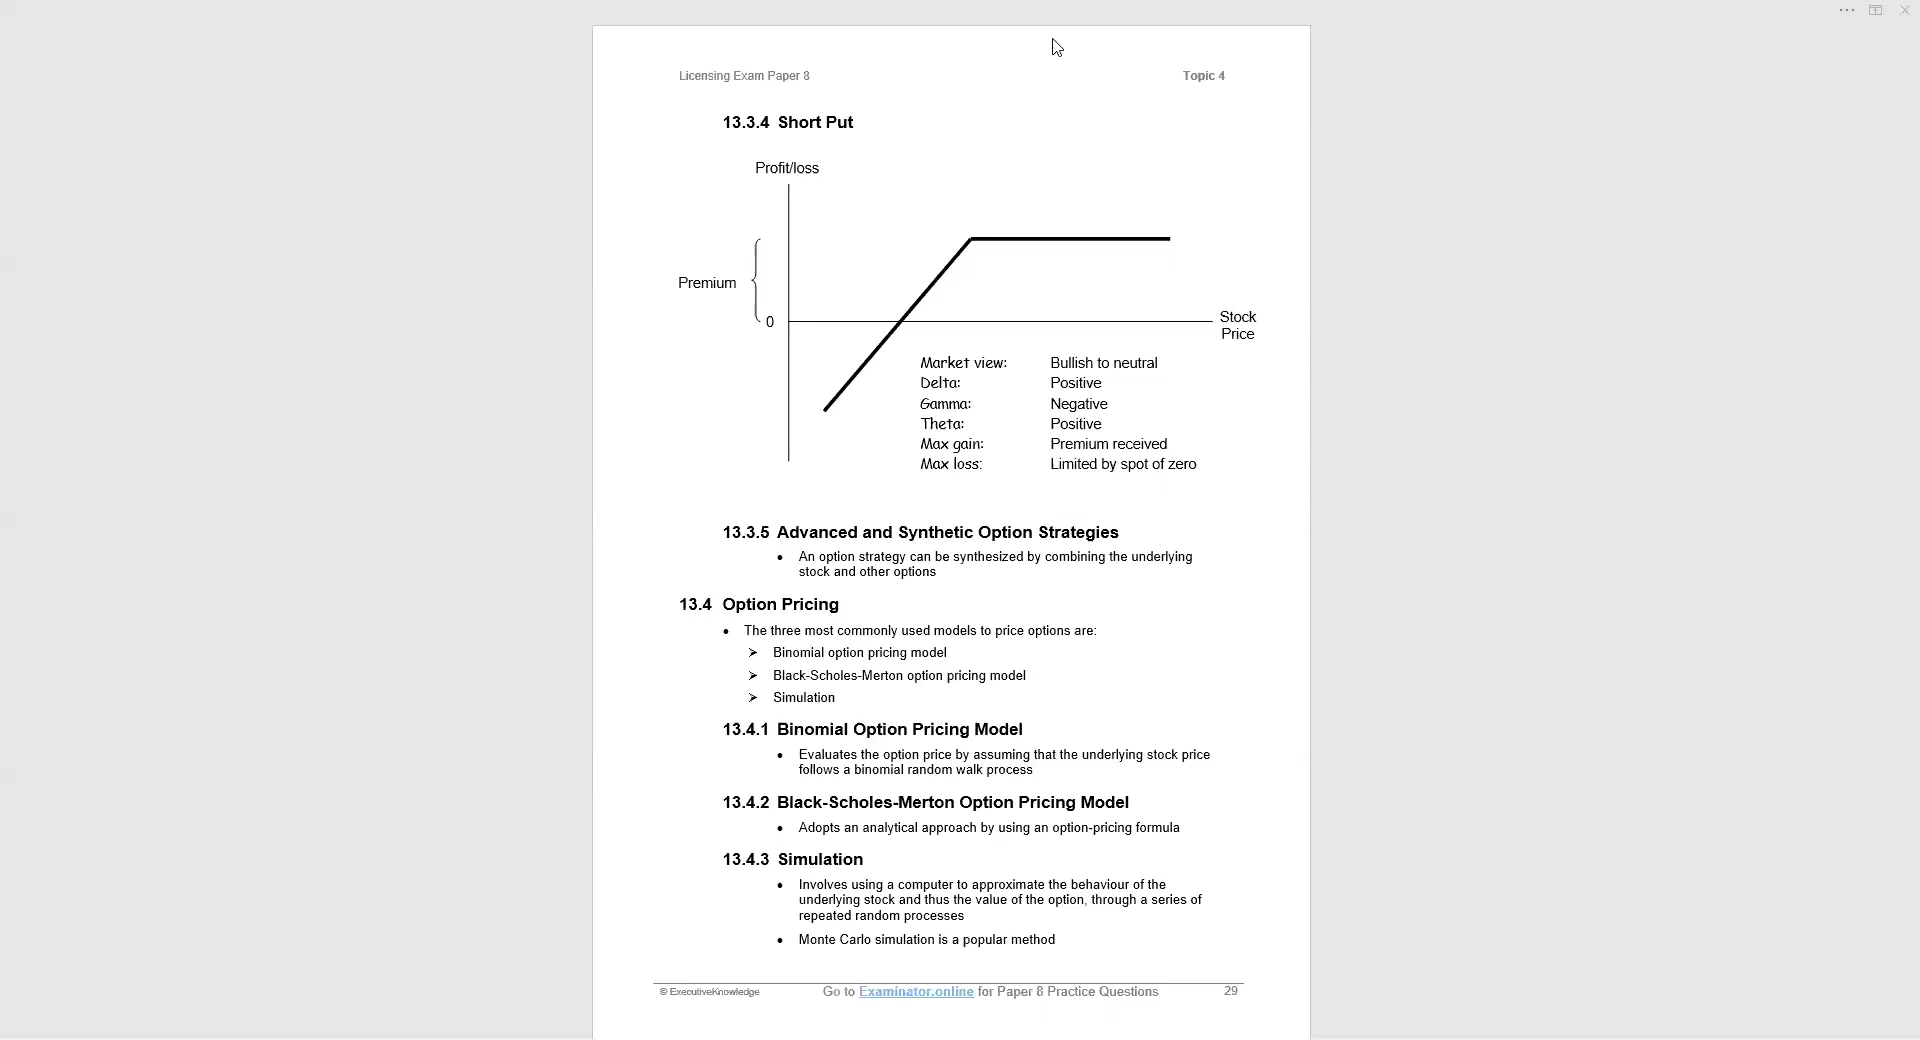 Licensing Exam Paper 8 Topic 4
13.3.4 Short Put
Profit/loss
Premium
0
Stock
Price
Market view: Bullish to neutral
Delta: Positive
Gamma: Negative
Theta: Positive
Max gain: Premium received
Max loss: Limited by spot of zero
13.3.5 Advanced and Synthetic Option Strategies
• An option strategy can be synthesized by combining the underlying
stock and other options
13.4 Option Pricing
• The three most commonly used models to price options are:
➢ Binomial option pricing model
➢ Black-Scholes-Merton option pricing model
➢ Simulation
13.4.1 Binomial Option Pricing Model
• Evaluates the option price by assuming that the underlying stock price
follows a binomial random walk process
13.4.2 Black-Scholes-Merton Option Pricing Model
• Adopts an analytical approach by using an option-pricing formula
13.4.3 Simulation
• Involves using a computer to approximate the behaviour of the
underlying stock and thus the value of the option, through a series of
repeated random processes
• Monte Carlo simulation is a popular method
© ExecutiveKnowledge Go to Examinator.online for Paper 8 Practice Questions 29